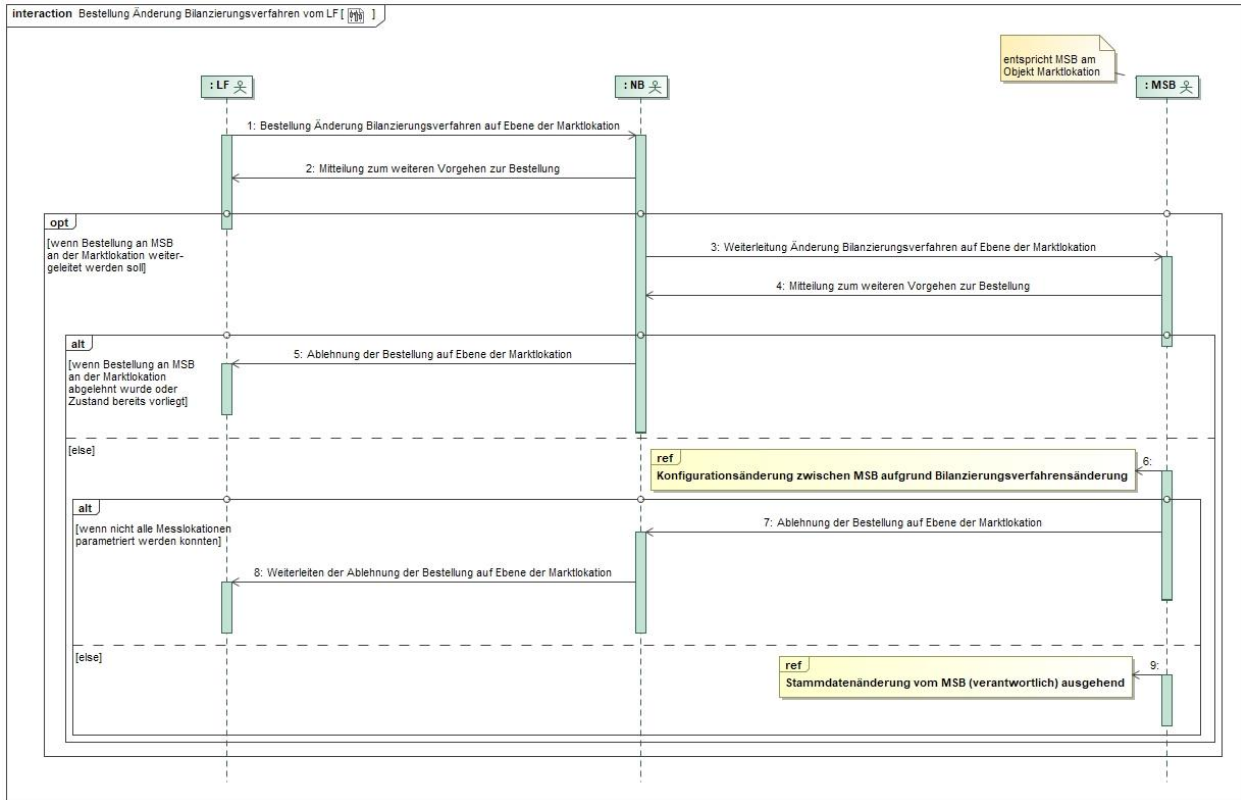 interaction Bestellung Änderung Bilanzierungsverfahren vom LF [ ]
entspricht MSB am
Objekt Marktlokation
: LF
: NB
: MSB
1: Bestellung Änderung Bilanzierungsverfahren auf Ebene der Marktlokation
2: Mitteilung zum weiteren Vorgehen zur Bestellung
opt
[wenn Bestellung an MSB
an der Marktlokation weiter-
geleitet werden soll]
3: Weiterleitung Änderung Bilanzierungsverfahren auf Ebene der Marktlokation
4: Mitteilung zum weiteren Vorgehen zur Bestellung
alt
[wenn Bestellung an MSB
an der Marktlokation
abgelehnt wurde oder
Zustand bereits vorliegt]
5: Ablehnung der Bestellung auf Ebene der Marktlokation
[else]
ref
Konfigurationsänderung zwischen MSB aufgrund Bilanzierungsverfahrensänderung
6:
alt
[wenn nicht alle Messlokationen
parametriert werden konnten]
7: Ablehnung der Bestellung auf Ebene der Marktlokation
8: Weiterleiten der Ablehnung der Bestellung auf Ebene der Marktlokation
[else]
ref
Stammdatenänderung vom MSB (verantwortlich) ausgehend
9: